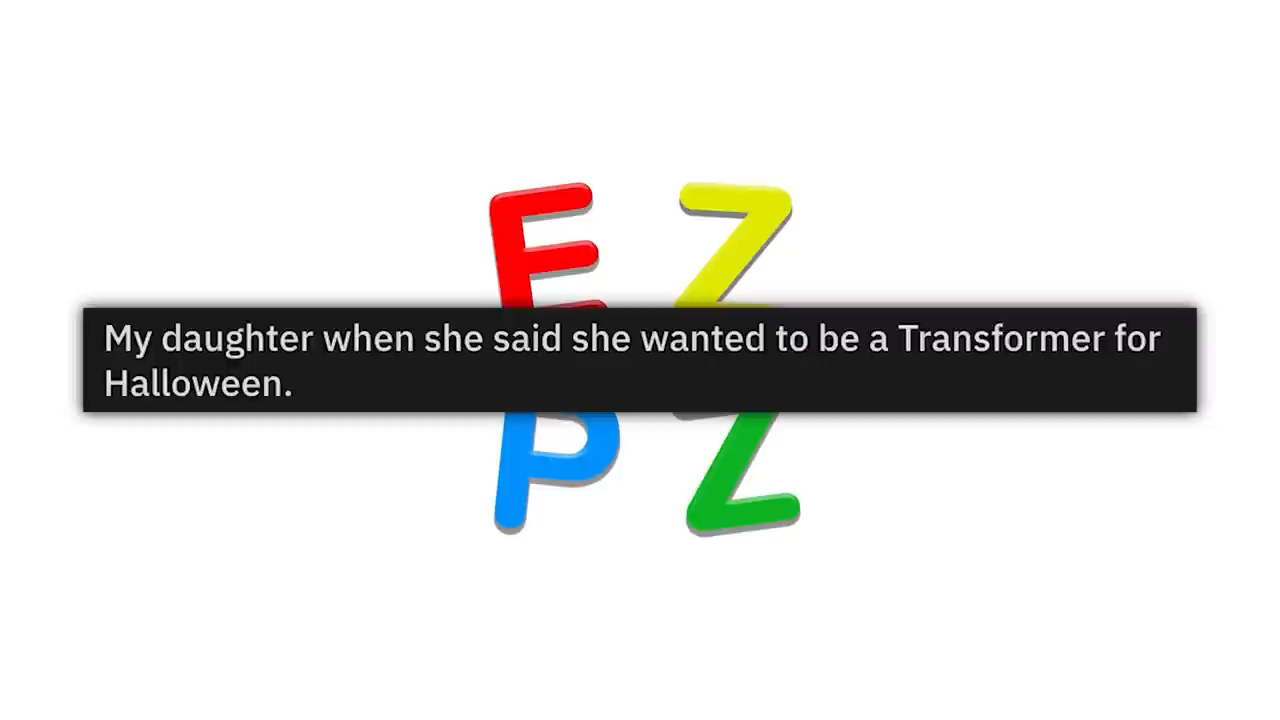 E Z
My daughter when she said she wanted to be a Transformer for
Halloween.
P Z